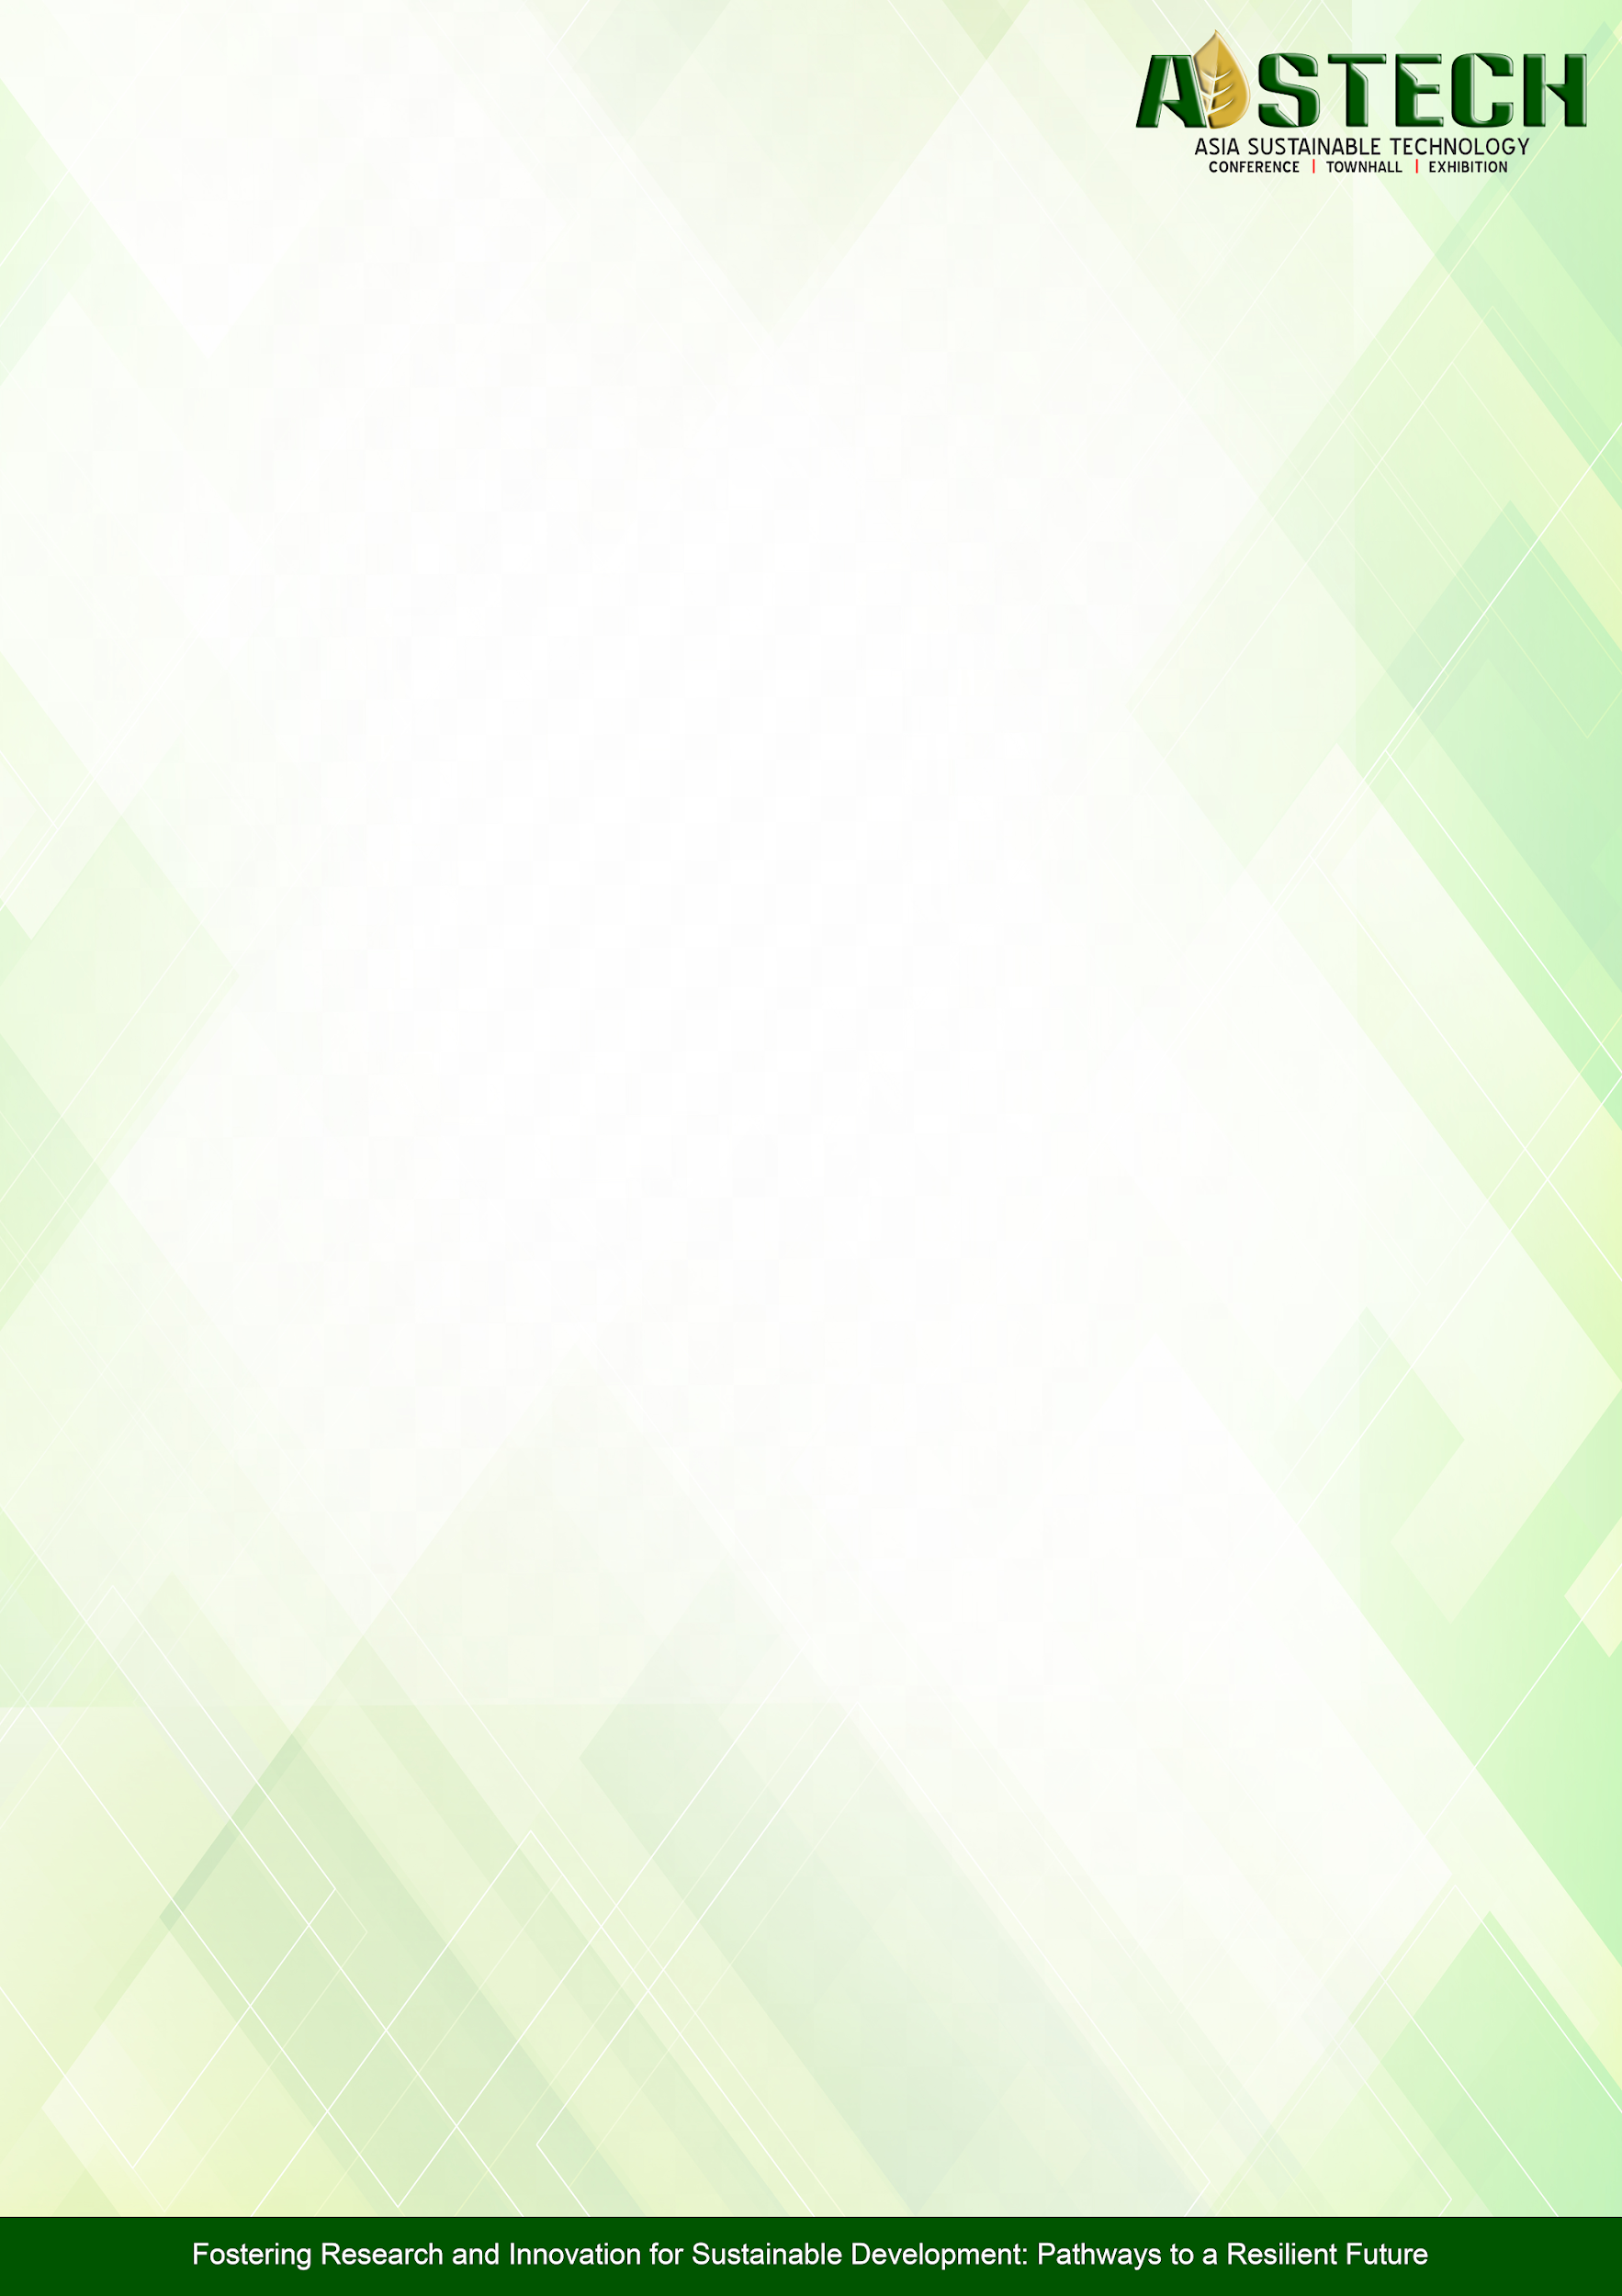 ASTECH
ASIA SUSTAINABLE TECHNOLOGY
CONFERENCE | TOWNHALL | EXHIBITION
Fostering Research and Innovation for Sustainable Development: Pathways to a Resilient Future